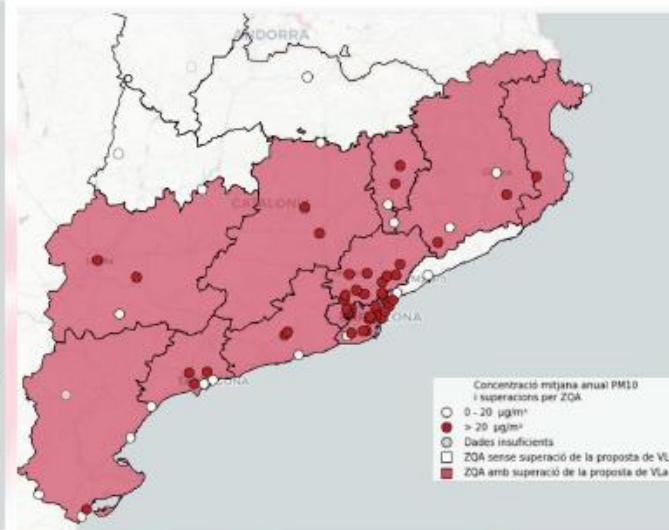 ANDORRA
CATALONIA
Concentració mitjana anual PM10
i superacions per ZQA
0 - 20 µg/m³
> 20 µg/m³
Dades insuficients
ZQA sense superació de la proposta de VL
ZQA amb superació de la proposta de VLa